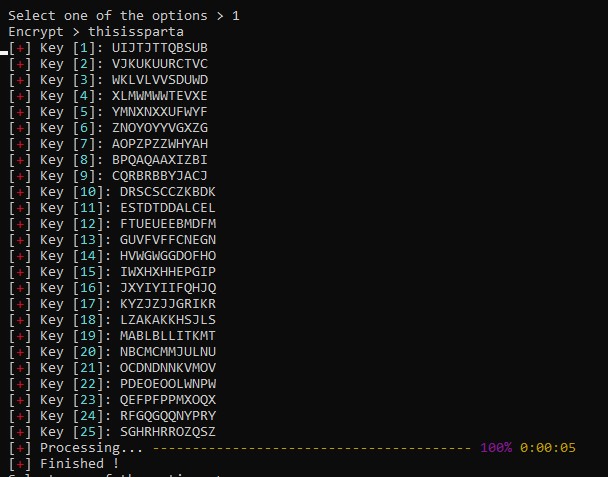 Select one of the options > 1
Encrypt > thisissparta
[+] Key [1]: UIJTJTTQBSUB
[+] Key [2]: VJKUKUURCTVC
[+] Key [3]: WKLVLVVSDUWD
[+] Key [4]: XLMWMWWTEVXE
[+] Key [5]: YMNXNXXUFWYF
[+] Key [6]: ZNOYOYYVGXZG
[+] Key [7]: AOPZPZZWHYAH
[+] Key [8]: BPQAQAAXIZBI
[+] Key [9]: CQRBRBBYJACJ
[+] Key [10]: DRSCSCCZKBDK
[+] Key [11]: ESTDTDDALCEL
[+] Key [12]: FTUEUEEBMDFM
[+] Key [13]: GUVFVFFCNEGN
[+] Key [14]: HVWGWGGDOFHO
[+] Key [15]: IWXHXHHEPGIP
[+] Key [16]: JXYIYIIFQHJQ
[+] Key [17]: KYZJZJJGRIKR
[+] Key [18]: LZAKAKKHSJLS
[+] Key [19]: MABLBLLITKMT
[+] Key [20]: NBCMCMMJULNU
[+] Key [21]: OCDNDNNKVMOV
[+] Key [22]: PDEOEOOLWNPW
[+] Key [23]: QEFPFPPMXOQX
[+] Key [24]: RFGQGQQNYPRY
[+] Key [25]: SGHRHRROZQSZ
[+] Processing... ---------------------------------------- 100% 0:00:05
[+] Finished !